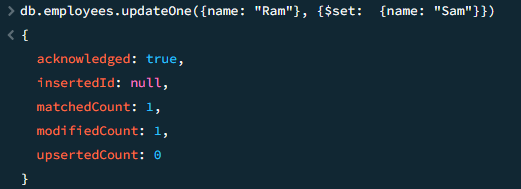 > db.employees.updateOne({name: "Ram"}, {$set:  {name: "Sam"}})
< {
    acknowledged: true,
    insertedId: null,
    matchedCount: 1,
    modifiedCount: 1,
    upsertedCount: 0
  }